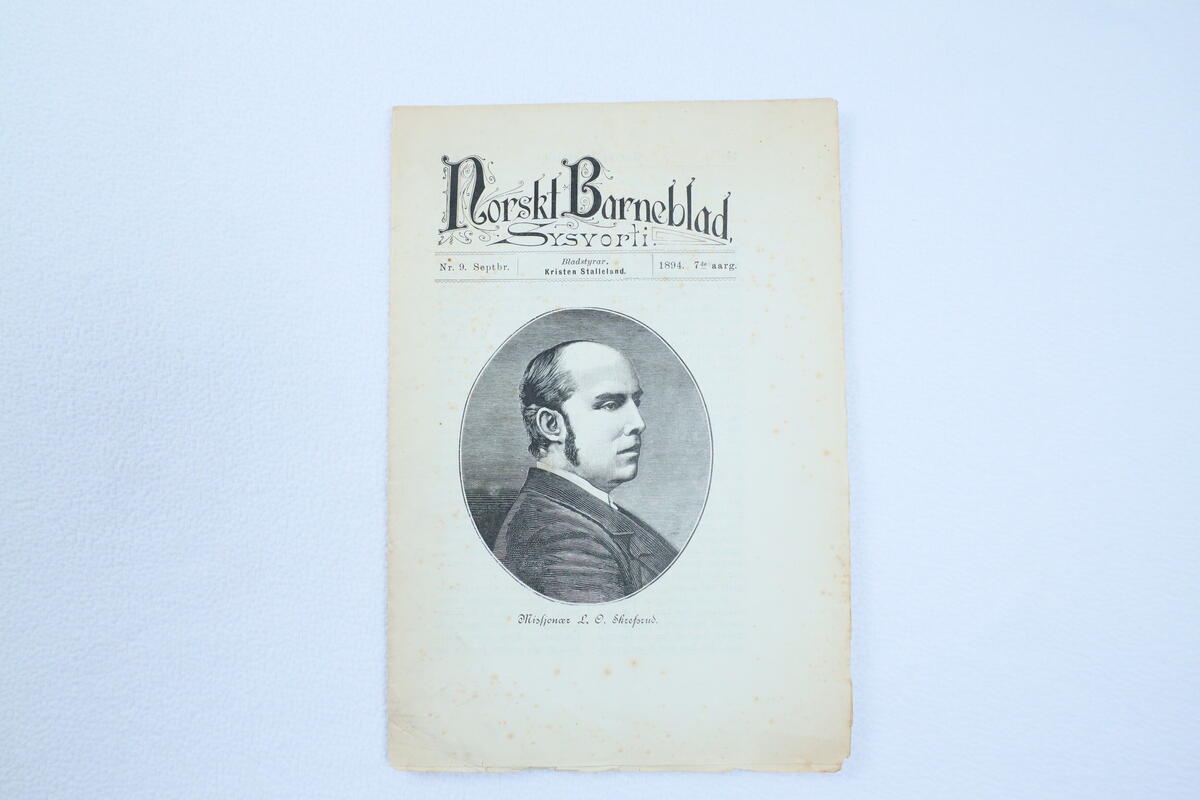 Norskt Barneblad,
Sysvorti.
Nr. 9. Septbr.
Bladstyrar.
Kristen Stalleland.
1894. 7de aarg.
Missjonær L. O. Skrefsrud.